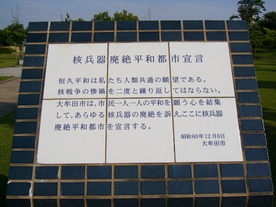 核兵器廃絶平和都市宣言
恒久平和は私たち人類共通の願望である。
核戦争の惨禍を二度と繰り返してはならない。
大牟田市は、市民一人一人の平和を願う心を結集
して、あらゆる核兵器の廃絶を訴え、ここに核兵器
廃絶平和都市を宣言する。
昭和60年12月6日
大牟田市